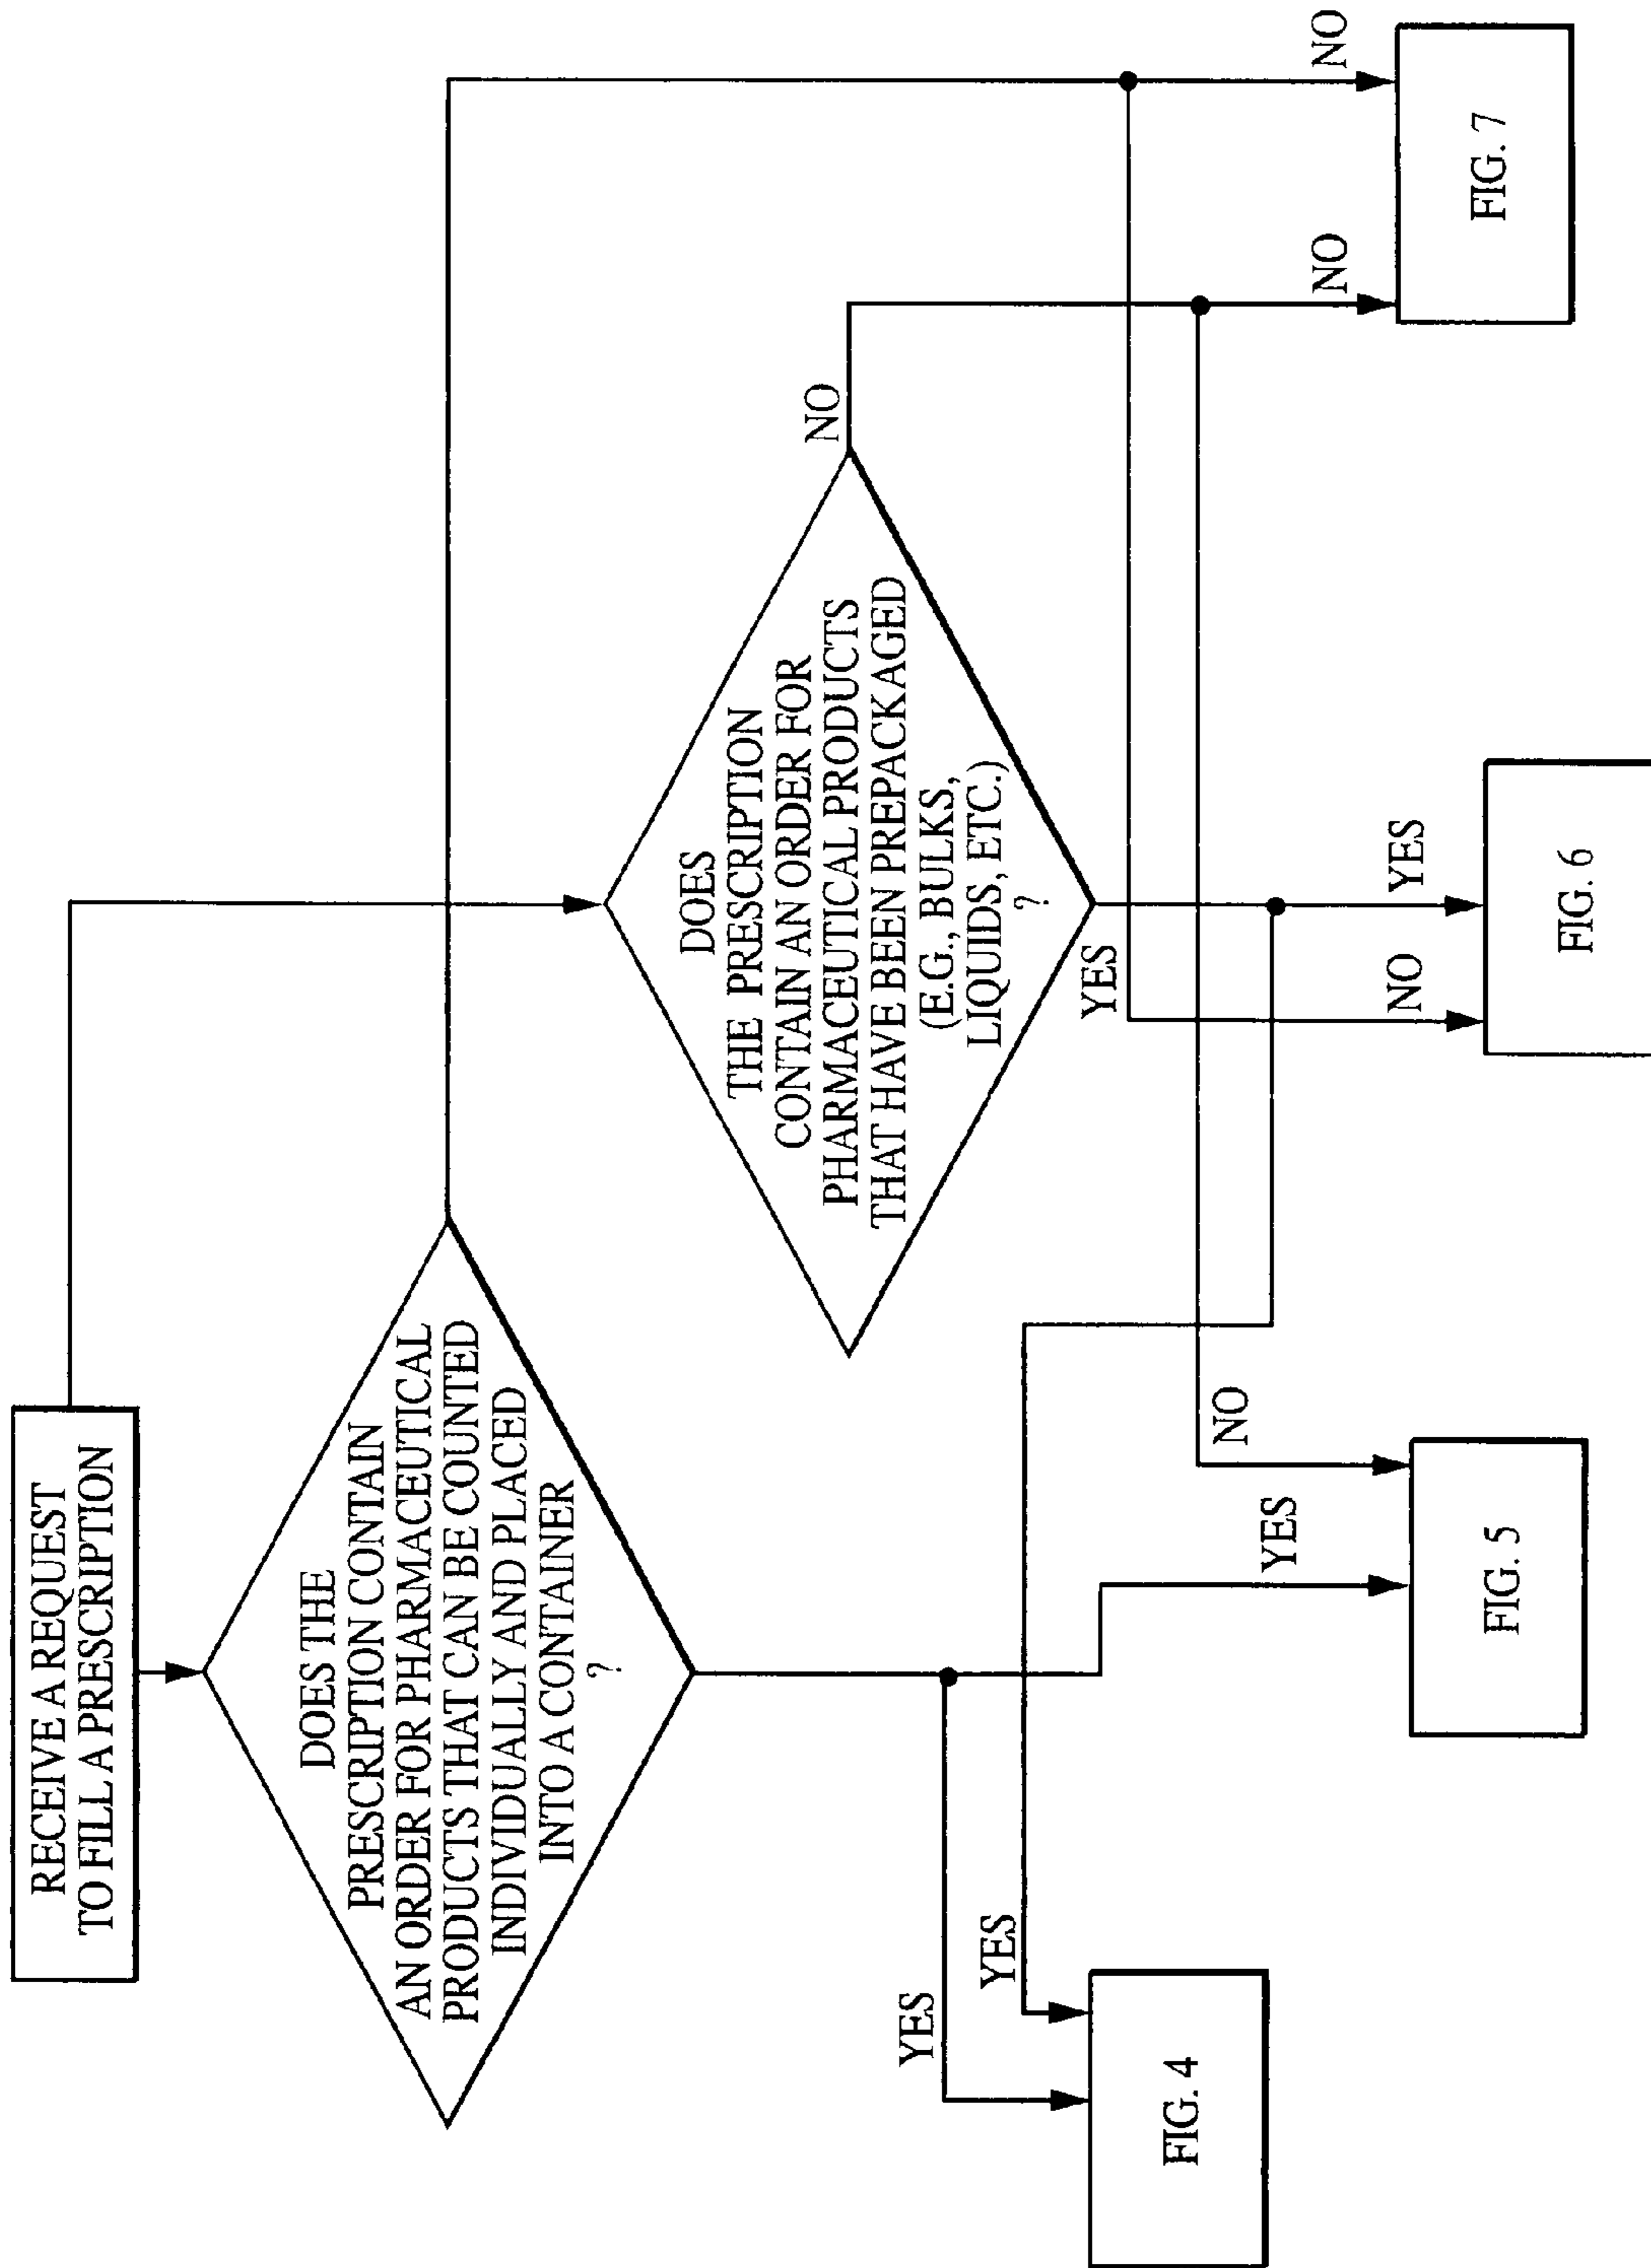 RECEIVE A REQUEST
TO FILL A PRESCRIPTION
DOES THE
PRESCRIPTION CONTAIN
AN ORDER FOR PHARMACEUTICAL
PRODUCTS THAT CAN BE COUNTED
INDIVIDUALLY AND PLACED
INTO A CONTAINER
?
DOES
THE PRESCRIPTION
CONTAIN AN ORDER FOR
PHARMACEUTICAL PRODUCTS
THAT HAVE BEEN PREPACKAGED
(E.G., BULKS,
LIQUIDS, ETC.)
?
NO
YES
YES
YES
FIG. 4
YES
NO
FIG. 5
NO
YES
FIG. 6
NO
NO
FIG. 7